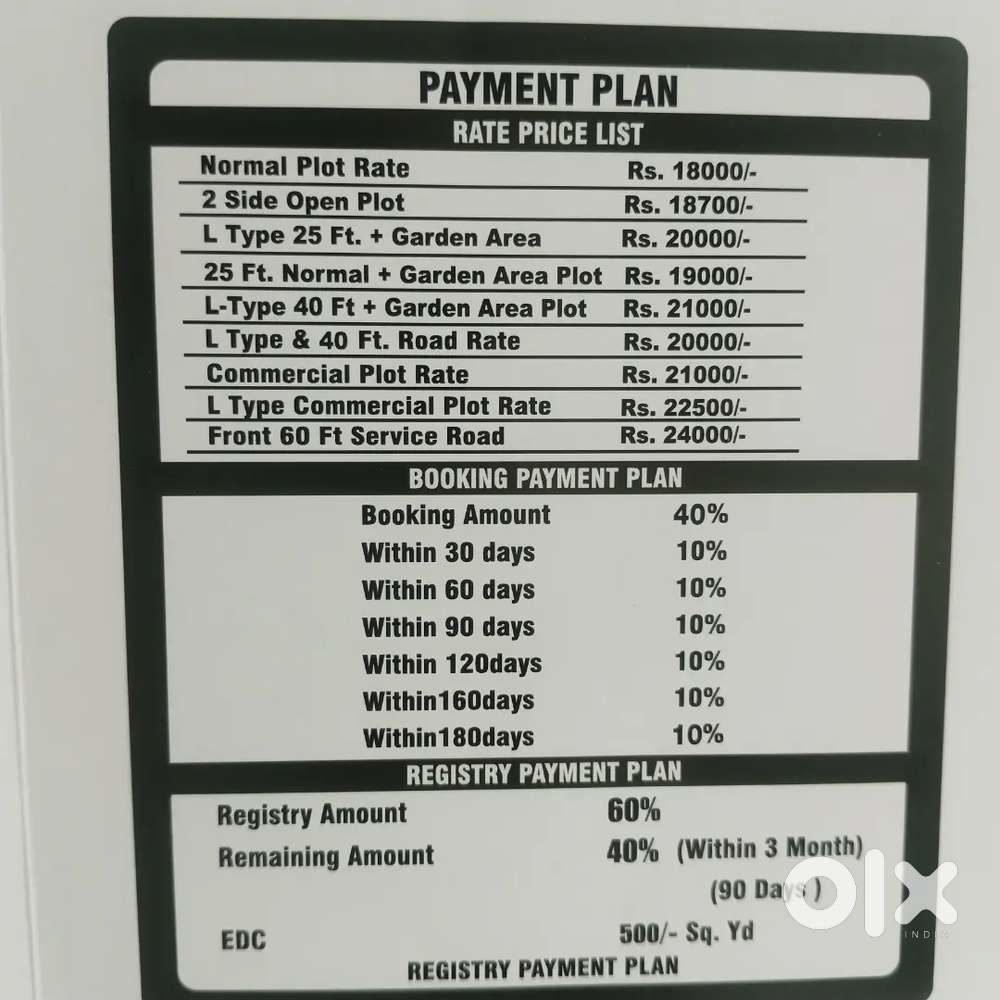 PAYMENT PLAN
RATE PRICE LIST
Normal Plot Rate Rs. 18000/-
2 Side Open Plot Rs. 18700/-
L Type 25 Ft. + Garden Area Rs. 20000/-
25 Ft. Normal + Garden Area Plot Rs. 19000/-
L-Type 40 Ft + Garden Area Plot Rs. 21000/-
L Type & 40 Ft. Road Rate Rs. 20000/-
Commercial Plot Rate Rs. 21000/-
L Type Commercial Plot Rate Rs. 22500/-
Front 60 Ft Service Road Rs. 24000/-
BOOKING PAYMENT PLAN
Booking Amount 40%
Within 30 days 10%
Within 60 days 10%
Within 90 days 10%
Within 120days 10%
Within160days 10%
Within180days 10%
REGISTRY PAYMENT PLAN
Registry Amount 60%
Remaining Amount 40% (Within 3 Month)
(90 Days )
EDC 500/- Sq. Yd
REGISTRY PAYMENT PLAN
olx
INDIA